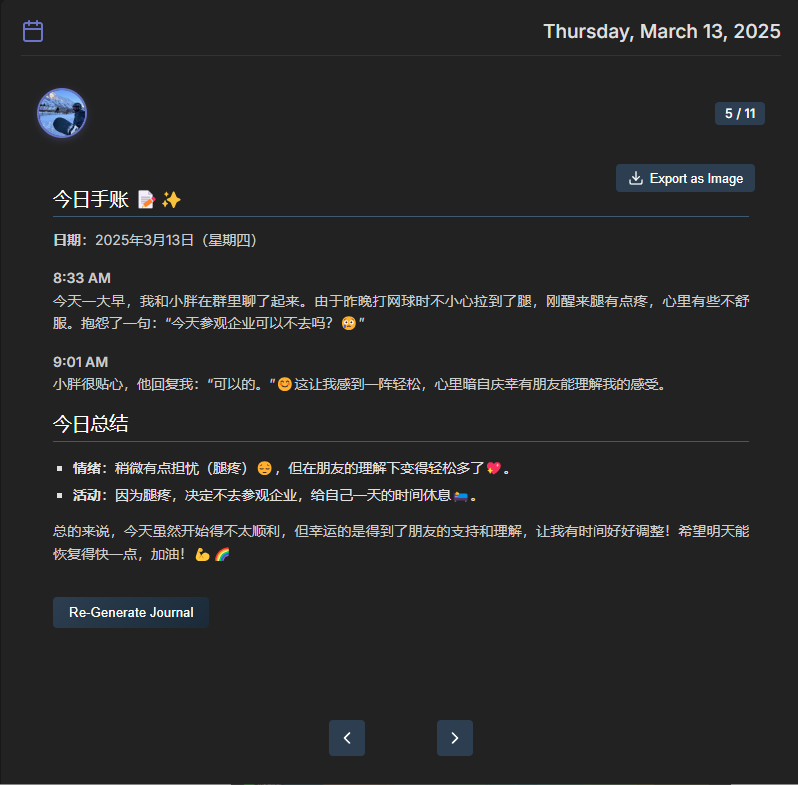 Thursday, March 13, 2025
5 / 11
Export as Image
今日手账 📝✨
日期：2025年3月13日（星期四）
8:33 AM
今天一大早，我和小胖在群里聊了起来。由于昨晚打网球时不小心拉到了腿，刚醒来腿有点疼，心里有些不舒
服。抱怨了一句：“今天参观企业可以不去吗？😳”
9:01 AM
小胖很贴心，他回复我：“可以的。”😊这让我感到一阵轻松，心里暗自庆幸有朋友能理解我的感受。
今日总结
情绪：稍微有点担忧（腿疼）😔，但在朋友的理解下变得轻松多了💖。
活动：因为腿疼，决定不去参观企业，给自己一天的时间休息🛌。
总的来说，今天虽然开始得不太顺利，但幸运的是得到了朋友的支持和理解，让我有时间好好调整！希望明天能
恢复得快一点，加油！💪🌈
Re-Generate Journal